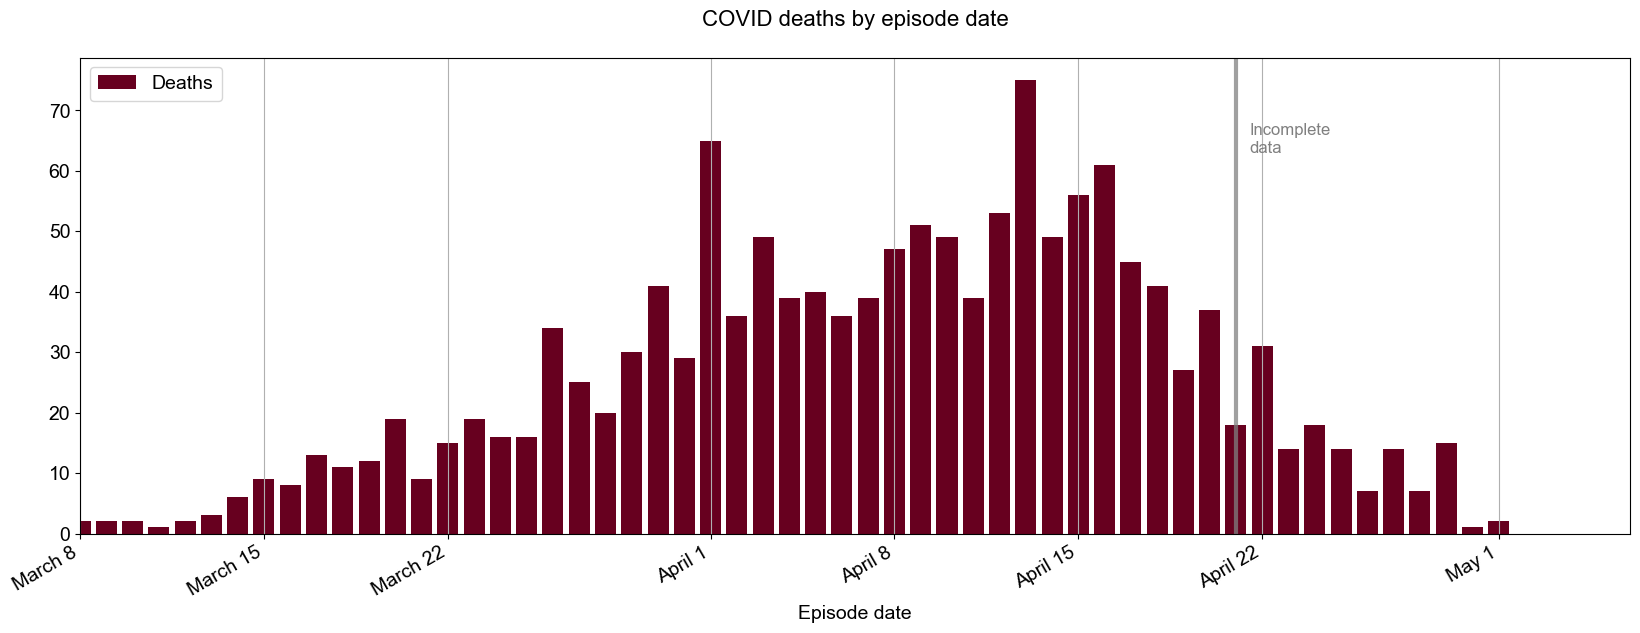 COVID deaths by episode date
Deaths
70
60
50
40
30
20
10
0
Incomplete
data
March 8
March 15
March 22
April 1
April 8
April 15
April 22
May 1
Episode date